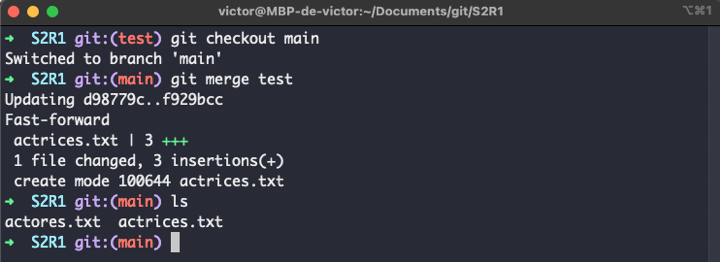 victor@MBP-de-victor:~/Documents/git/S2R1 ⌥⌘1
➜ S2R1 git:(test) git checkout main
Switched to branch 'main'
➜ S2R1 git:(main) git merge test
Updating d98779c..f929bcc
Fast-forward
actrices.txt | 3 +++
1 file changed, 3 insertions(+)
create mode 100644 actrices.txt
➜ S2R1 git:(main) ls
actores.txt actrices.txt
➜ S2R1 git:(main)